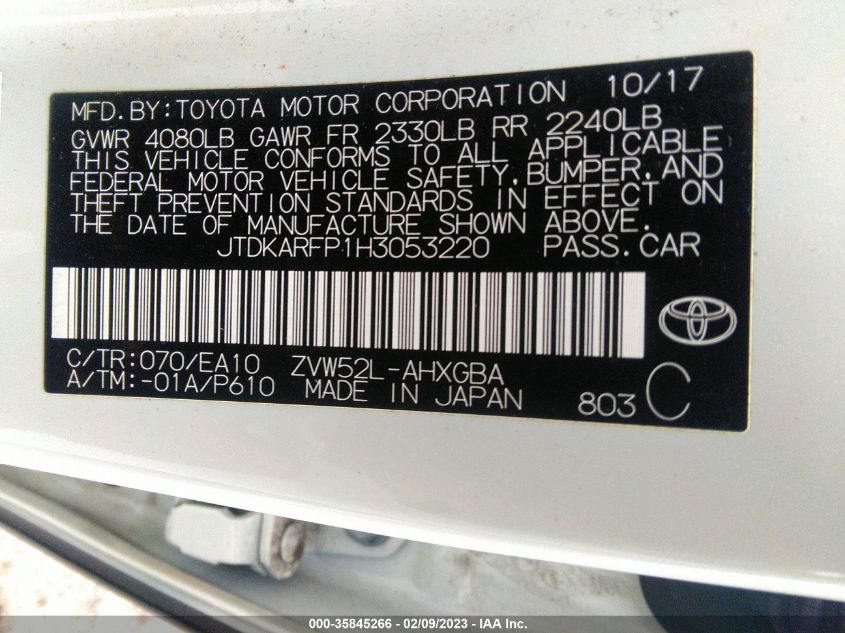 MFD.BY:TOYOTA MOTOR CORPORATION 10/17
GVWR 4080LB GAWR FR 2330LB RR 2240LB
THIS VEHICLE CONFORMS TO ALL APPLICABLE
FEDERAL MOTOR VEHICLE SAFETY,BUMPER,AND
THEFT PREVENTION STANDARDS IN EFFECT ON
THE DATE OF MANUFACTURE SHOWN ABOVE.
JTDKARFP1H3053220 PASS.CAR
C/TR:070/EA10 ZVW52L-AHXGBA
A/TM:-01A/P610 MADE IN JAPAN 803 C
000-35845266 - 02/09/2023 - IAA Inc.